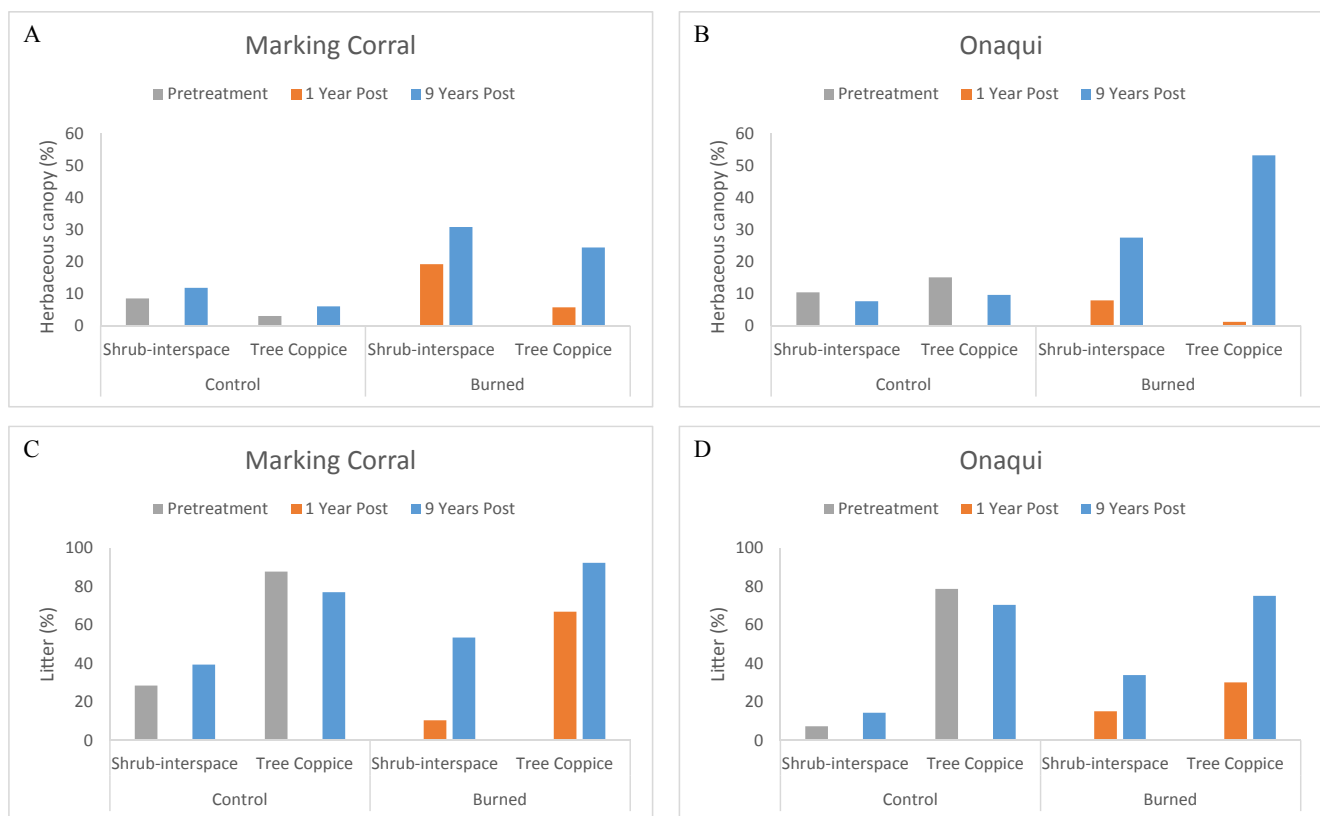 A
Marking Corral
Pretreatment 1 Year Post 9 Years Post
Herbaceous canopy (%)
60
50
40
30
20
10
0
Shrub-interspace Tree Coppice Shrub-interspace Tree Coppice
Control Burned
B
Onaqui
Pretreatment 1 Year Post 9 Years Post
Herbaceous canopy (%)
60
50
40
30
20
10
0
Shrub-interspace Tree Coppice Shrub-interspace Tree Coppice
Control Burned
C
Marking Corral
Pretreatment 1 Year Post 9 Years Post
Litter (%)
100
80
60
40
20
0
Shrub-interspace Tree Coppice Shrub-interspace Tree Coppice
Control Burned
D
Onaqui
Pretreatment 1 Year Post 9 Years Post
Litter (%)
100
80
60
40
20
0
Shrub-interspace Tree Coppice Shrub-interspace Tree Coppice
Control Burned